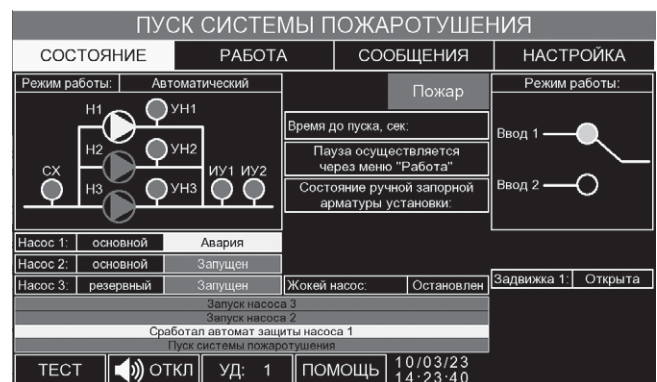 ПУСК СИСТЕМЫ ПОЖАРОТУШЕНИЯ
СОСТОЯНИЕ РАБОТА СООБЩЕНИЯ НАСТРОЙКА
Режим работы: Автоматический
Н1 УН1
Н2 УН2
СХ Н3 УН3 ИУ1 ИУ2
Пожар
Время до пуска, сек:
Пауза осуществляется
через меню "Работа"
Состояние ручной запорной
арматуры установки:
Режим работы:
Ввод 1
Ввод 2
Насос 1: основной Авария
Насос 2: основной Запущен
Насос 3: резервный Запущен
Жокей насос: Остановлен
Задвижка 1: Открыта
Запуск насоса 3
Запуск насоса 2
Сработал автомат защиты насоса 1
Пуск системы пожаротушения
ТЕСТ ОТКЛ УД: 1 ПОМОЩЬ 10/03/23
14:23:40